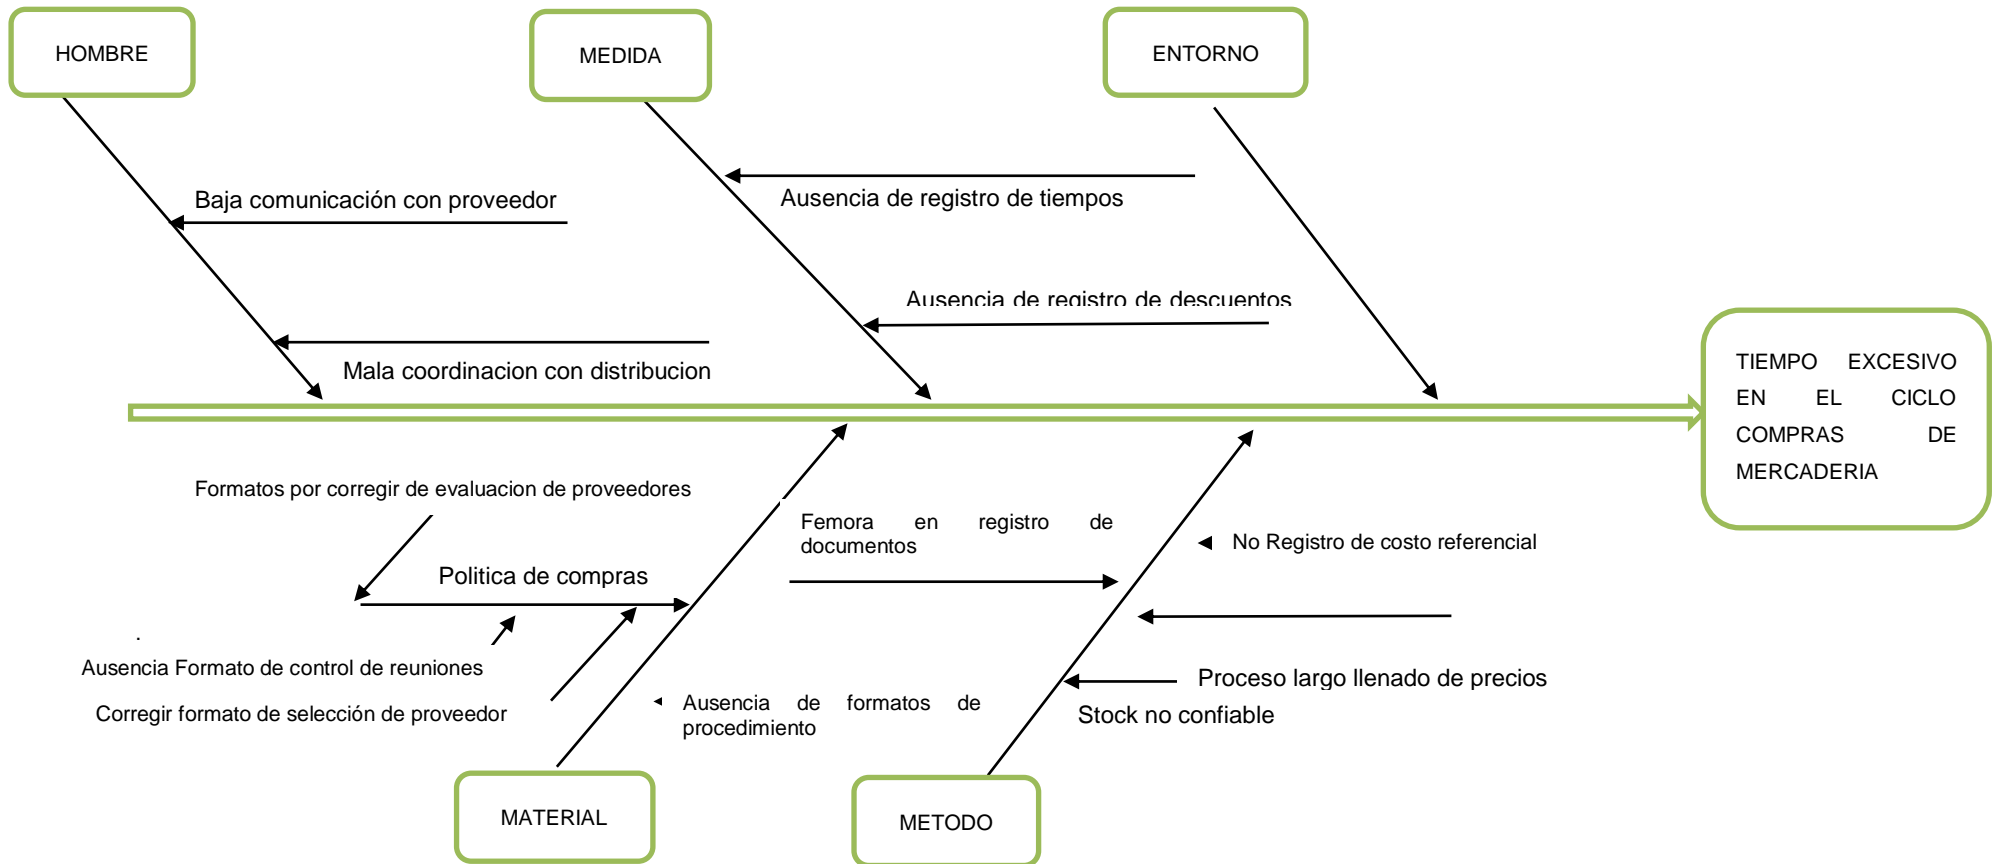 HOMBRE
MEDIDA
ENTORNO
Baja comunicación con proveedor
Ausencia de registro de tiempos
Ausencia de registro de descuentos
Mala coordinacion con distribucion
TIEMPO EXCESIVO
EN EL CICLO
COMPRAS DE
MERCADERIA
Formatos por corregir de evaluacion de proveedores
Femora en registro de
documentos
No Registro de costo referencial
Politica de compras
.
Ausencia Formato de control de reuniones
Proceso largo llenado de precios
Corregir formato de selección de proveedor
Ausencia de formatos de
procedimiento
Stock no confiable
MATERIAL
METODO